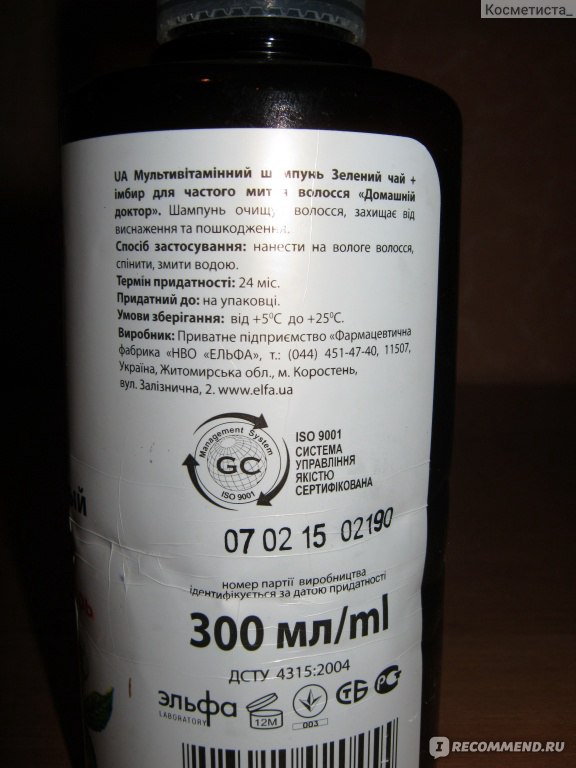 Косметиста_
UA Мультивітамінний шампунь Зелений чай +
імбир для частого миття волосся «Домашній
доктор». Шампунь очищує волосся, захищає від
виснаження та пошкодження.
Спосіб застосування: нанести на вологе волосся,
спінити, змити водою.
Термін придатності: 24 міс.
Придатний до: на упаковці.
Умови зберігання: від +5⁰С до +25⁰С.
Виробник: Приватне підприємство «Фармацевтична
фабрика «НВО «ЕЛЬФА», т.: (044) 451-47-40, 11507,
Україна, Житомирська обл., м. Коростень,
вул. Залізнична, 2. www.elfa.ua
Management System
GC
ISO 9001
ISO 9001
СИСТЕМА
УПРАВЛІННЯ
ЯКІСТЮ
СЕРТИФІКОВАНА
07 02 15 02190
номер партії виробництва
ідентифікується за датою придатності
300 мл/ml
ДСТУ 4315:2004
эльфа
LABORATORY
12M
003
СТБ
РС
IRECOMMEND.RU